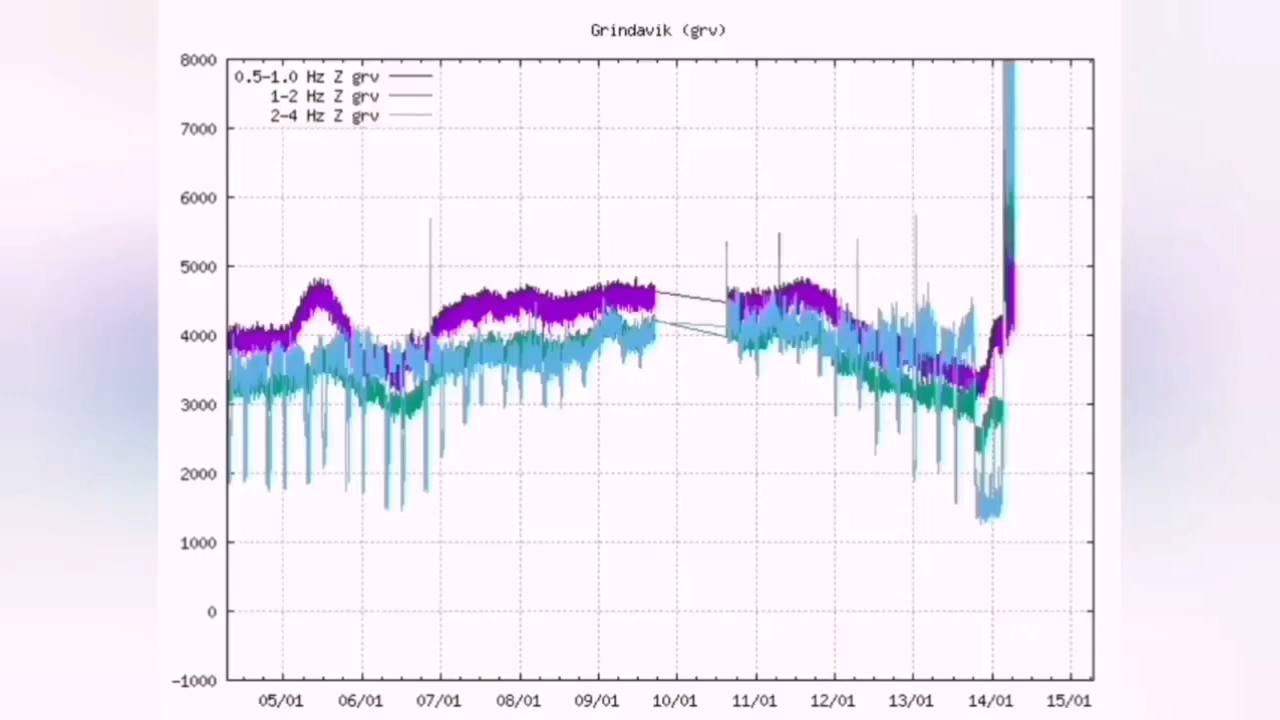 Grindavik (grv)
8000
0.5-1.0 Hz Z grv
1-2 Hz Z grv
2-4 Hz Z grv
7000
6000
5000
4000
3000
2000
1000
0
-1000
05/01 06/01 07/01 08/01 09/01 10/01 11/01 12/01 13/01 14/01 15/01